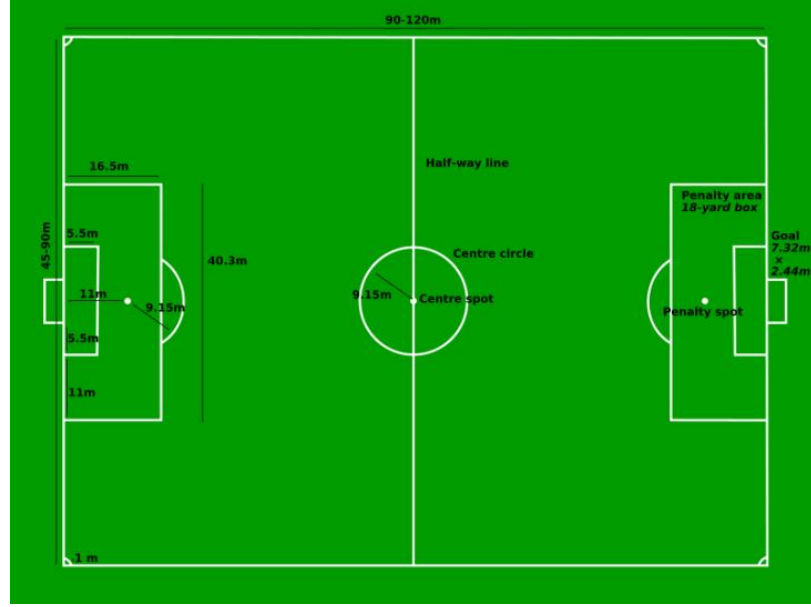 90-120m
Half-way line
16.5m
Penalty area
18-yard box
5.5m
45-90m
Goal
7.32m
×
2.44m
Centre circle
40.3m
11m
9.15m
9.15m
Centre spot
Penalty spot
5.5m
11m
1 m